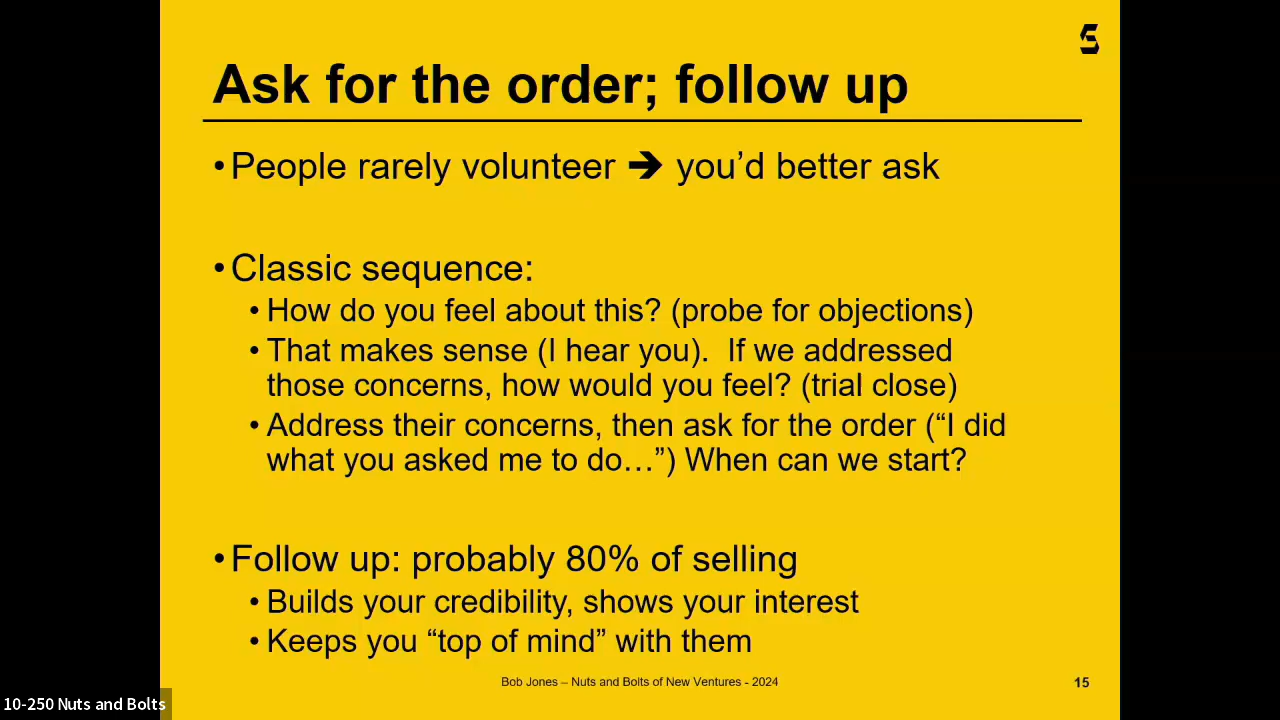 Ask for the order; follow up
•People rarely volunteer ➔ you’d better ask
•Classic sequence:
•How do you feel about this? (probe for objections)
•That makes sense (I hear you).  If we addressed
those concerns, how would you feel? (trial close)
•Address their concerns, then ask for the order (“I did
what you asked me to do…”) When can we start?
•Follow up: probably 80% of selling
•Builds your credibility, shows your interest
•Keeps you “top of mind” with them
Bob Jones – Nuts and Bolts of New Ventures - 2024
15
10-250 Nuts and Bolts